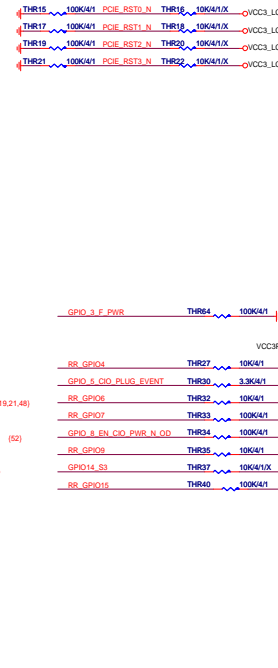 THR15 100K/4/1 PCIE_RST0_N THR16 10K/4/1/X VCC3_LC
THR17 100K/4/1 PCIE_RST1_N THR18 10K/4/1/X VCC3_LC
THR19 100K/4/1 PCIE_RST2_N THR20 10K/4/1/X VCC3_LC
THR21 100K/4/1 PCIE_RST3_N THR22 10K/4/1/X VCC3_LC
GPIO_3_F_PWR THR64 100K/4/1
VCC3R
RR_GPIO4 THR27 10K/4/1
GPIO_5_CIO_PLUG_EVENT THR30 3.3K/4/1
19,21,48) RR_GPIO6 THR32 10K/4/1
RR_GPIO7 THR33 100K/4/1
(52) GPIO_8_EN_CIO_PWR_N_OD THR34 100K/4/1
RR_GPIO9 THR35 10K/4/1
GPIO14_S3 THR37 10K/4/1/X
RR_GPIO15 THR40 100K/4/1